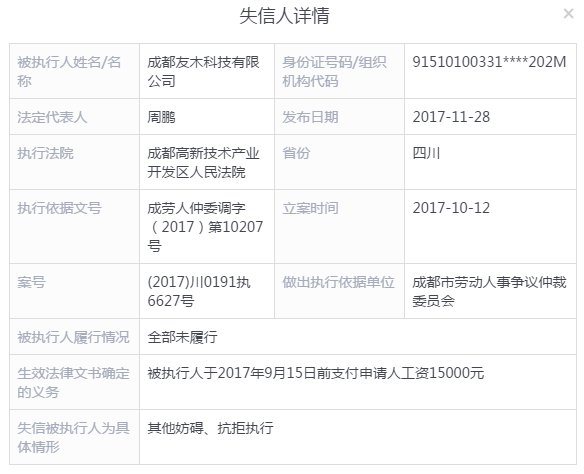 失信人详情
×
被执行人姓名/名
称
成都友木科技有限
公司
身份证号码/组织
机构代码
91510100331****202M
法定代表人
周鹏
发布日期
2017-11-28
执行法院
成都高新技术产业
开发区人民法院
省份
四川
执行依据文号
成劳人仲委调字
（2017）第10207
号
立案时间
2017-10-12
案号
(2017)川0191执
6627号
做出执行依据单位
成都市劳动人事争议仲裁
委员会
被执行人履行情况
全部未履行
生效法律文书确定
的义务
被执行人于2017年9月15日前支付申请人工资15000元
失信被执行人为具
体情形
其他妨碍、抗拒执行